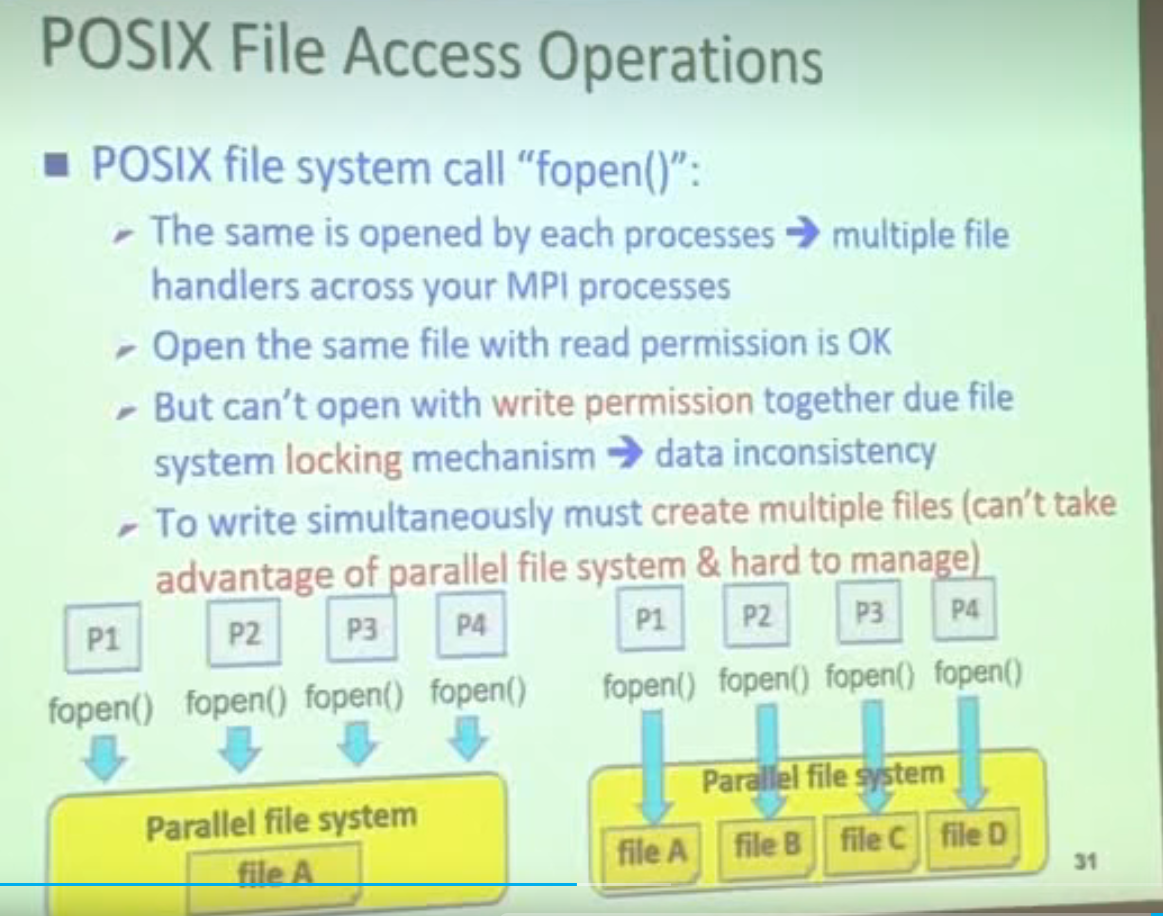 POSIX File Access Operations
POSIX file system call “fopen()”:
The same is opened by each processes ➔ multiple file
handlers across your MPI processes
Open the same file with read permission is OK
But can’t open with write permission together due file
system locking mechanism ➔ data inconsistency
To write simultaneously must create multiple files (can’t take
advantage of parallel file system & hard to manage)
P1 P2 P3 P4
fopen() fopen() fopen() fopen()
Parallel file system
file A
P1 P2 P3 P4
fopen() fopen() fopen() fopen()
Parallel file system
file A file B file C file D
31